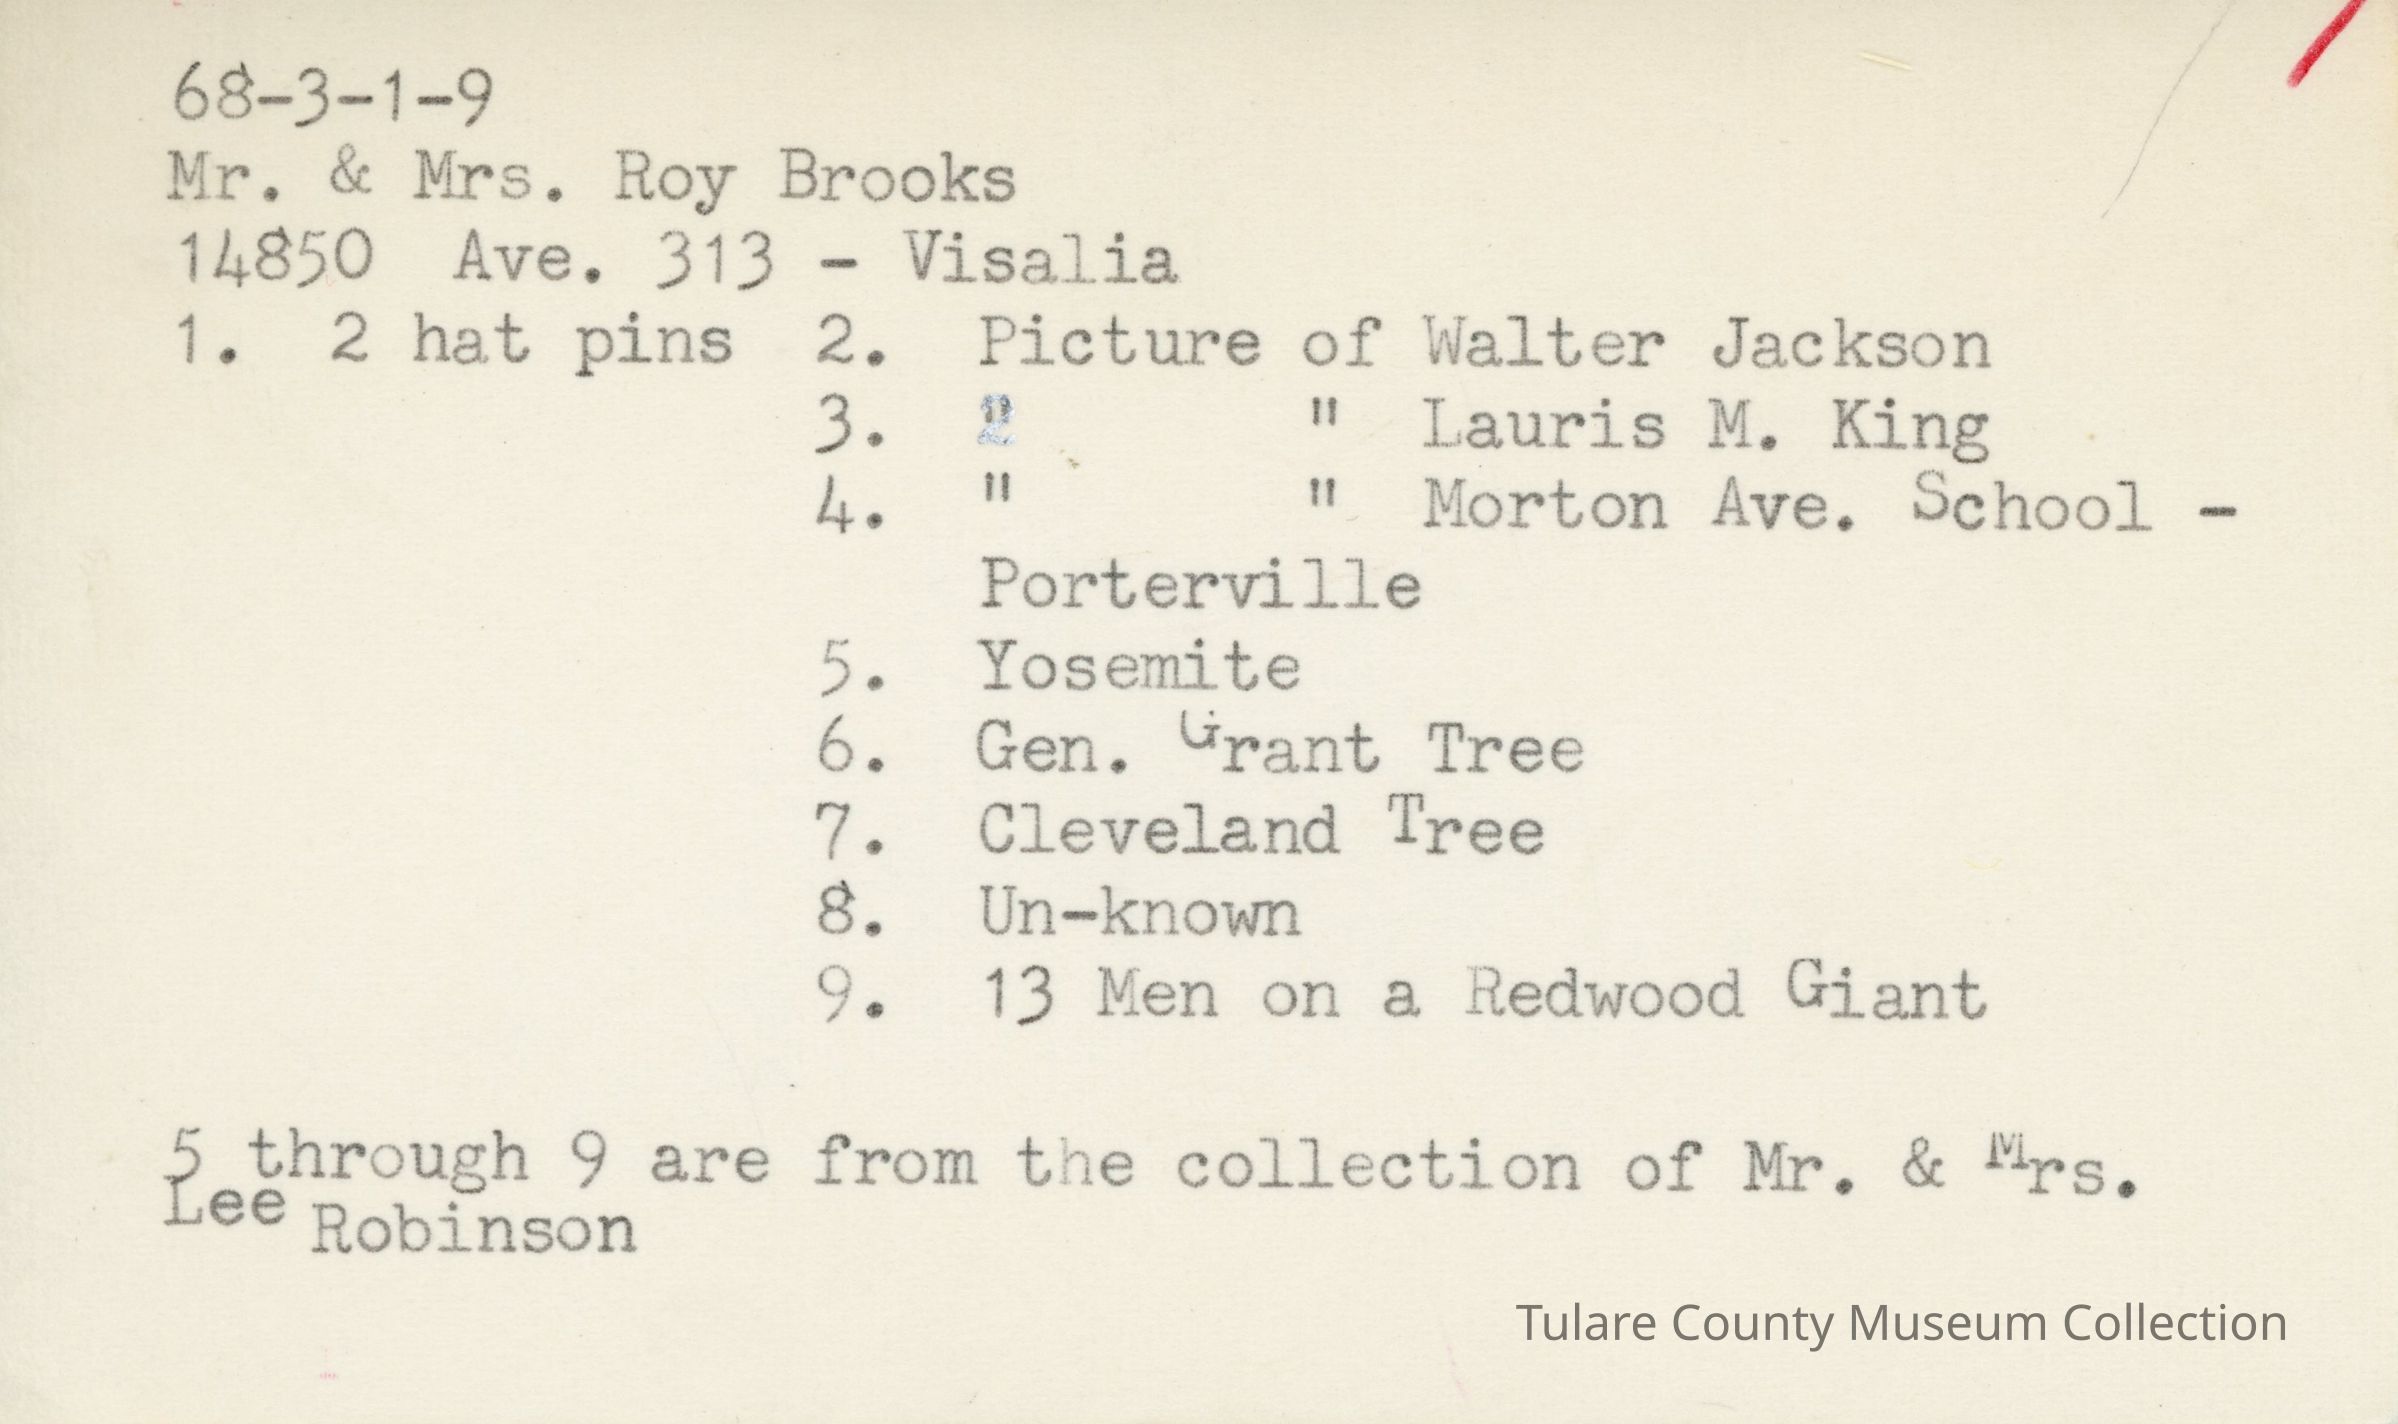 68-3-1-9
Mr. & Mrs. Roy Brooks
14850 Ave. 313 - Visalia
1. 2 hat pins 2. Picture of Walter Jackson
3. " " Lauris M. King
4. " " Morton Ave. School -
Porterville
5. Yosemite
6. Gen. Grant Tree
7. Cleveland Tree
8. Un-known
9. 13 Men on a Redwood Giant
5 through 9 are from the collection of Mr. & Mrs.
Lee Robinson
Tulare County Museum Collection